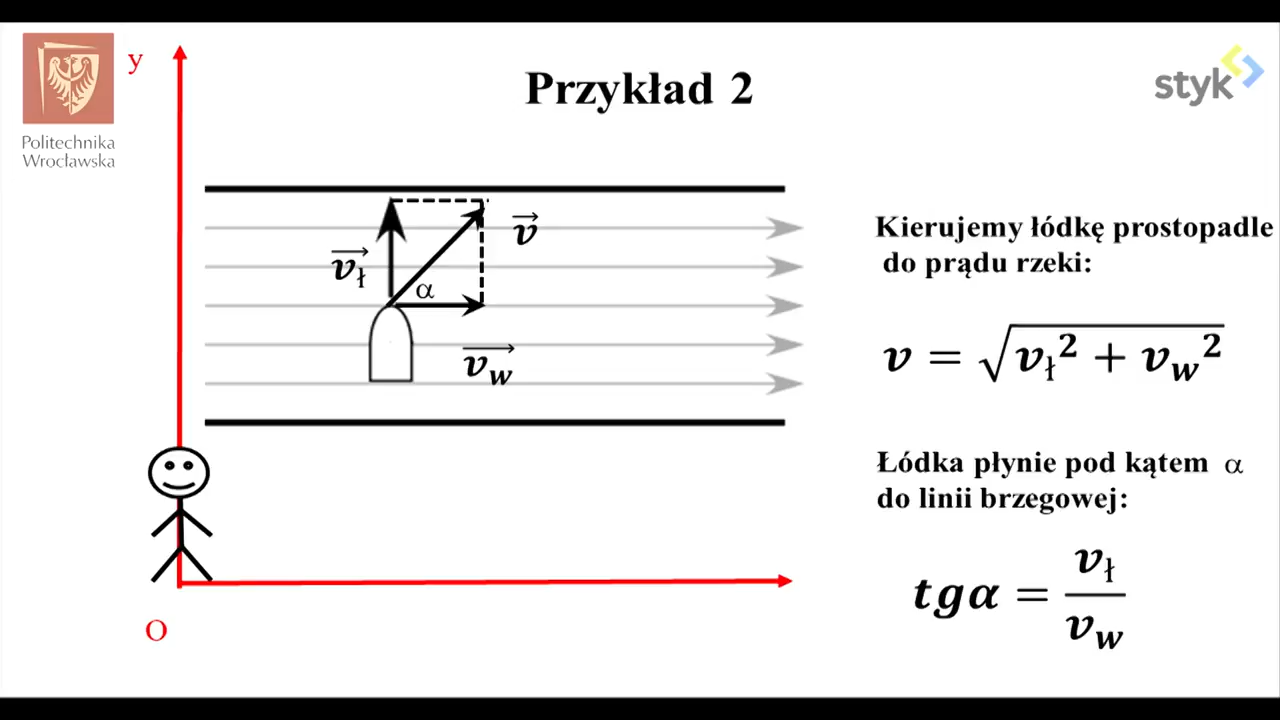 Politechnika
Wrocławska
y
Przykład 2
styk
v⃗
v⃗ł
α
v⃗w
O
Kierujemy łódkę prostopadle
do prądu rzeki:
v = √(vł² + vw²)
Łódka płynie pod kątem α
do linii brzegowej:
tgα = vł / vw